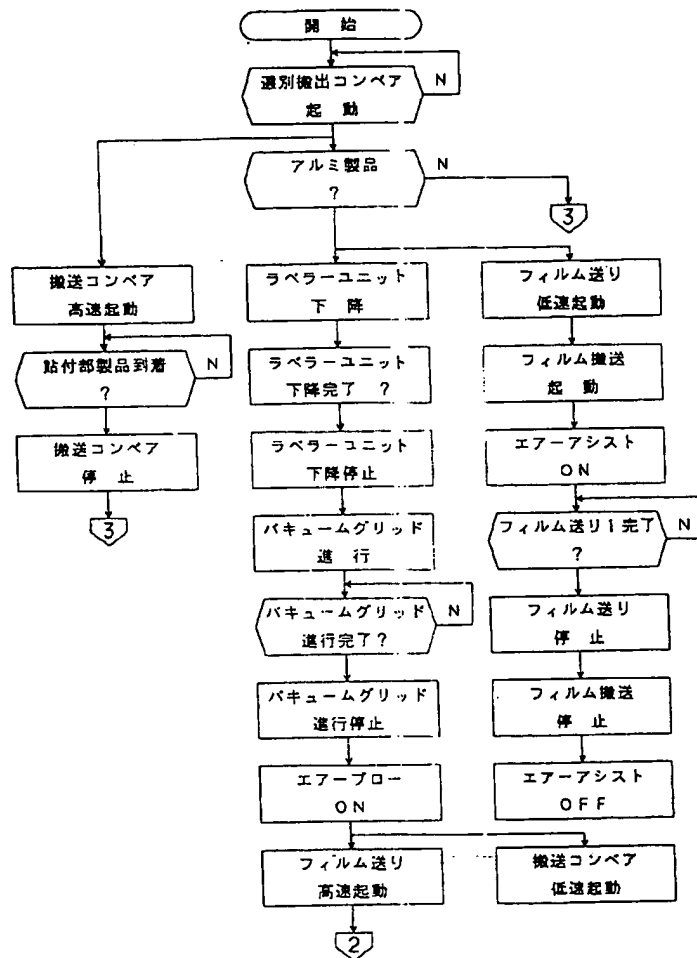 開始
選別搬出コンベア
起動
N
アルミ製品
?
N
3
搬送コンベア
高速起動
貼付部製品到着
?
N
搬送コンベア
停止
3
ラベラーユニット
下降
ラベラーユニット
下降完了 ?
ラベラーユニット
下降停止
バキュームグリッド
進行
バキュームグリッド
進行完了?
N
バキュームグリッド
進行停止
エアーブロー
ON
フィルム送り
高速起動
2
フィルム送り
低速起動
フィルム搬送
起動
エアーアシスト
ON
フィルム送り1完了
?
N
フィルム送り
停止
フィルム搬送
停止
エアーアシスト
OFF
搬送コンベア
低速起動